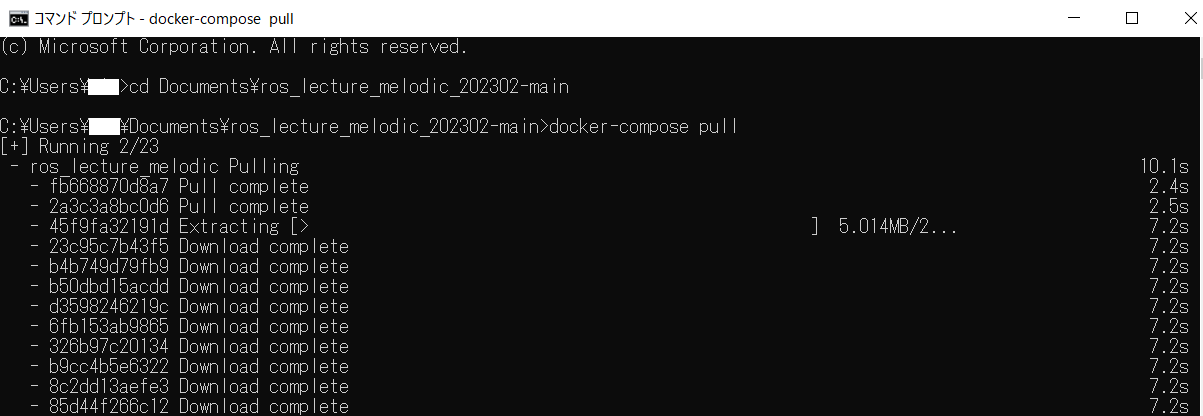 コマンド プロンプト - docker-compose pull
(c) Microsoft Corporation. All rights reserved.
C:¥Users¥ >cd Documents¥ros_lecture_melodic_202302-main
C:¥Users¥ ¥Documents¥ros_lecture_melodic_202302-main>docker-compose pull
[+] Running 2/23
- ros_lecture_melodic Pulling 10.1s
- fb668870d8a7 Pull complete 2.4s
- 2a3c3a8bc0d6 Pull complete 2.5s
- 45f9fa32191d Extracting [> ] 5.014MB/2... 7.2s
- 23c95c7b43f5 Download complete 7.2s
- b4b749d79fb9 Download complete 7.2s
- b50dbd15acdd Download complete 7.2s
- d3598246219c Download complete 7.2s
- 6fb153ab9865 Download complete 7.2s
- 326b97c20134 Download complete 7.2s
- b9cc4b5e6322 Download complete 7.2s
- 8c2dd13aefe3 Download complete 7.2s
- 85d44f266c12 Download complete 7.2s